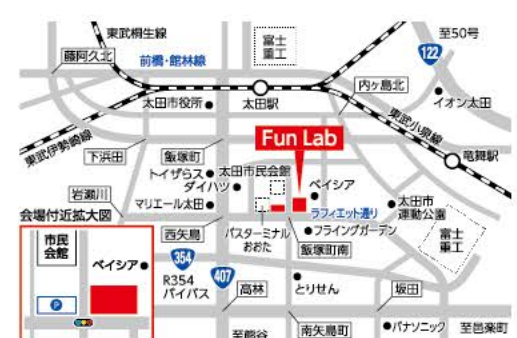 東武桐生線
富士
重工
至50号
藤阿久北
前橋・館林線
122
内ヶ島北
太田市役所
太田駅
イオン太田
東武小泉線
Fun Lab
東武伊勢崎線
下浜田
飯塚町
竜舞駅
トイザらス
太田市民会館
ダイハツ
ベイシア
岩瀬川
マリエール太田
ラフィエット通り
太田市
運動公園
会場付近拡大図
西矢島
バスターミナル
おおた
フライングガーデン
飯塚町南
富士
重工
市民
会館
ベイシア
354
407
R354
バイパス
高林
とりせん
坂田
P
至熊谷
南矢島町
パナソニック
至邑楽町